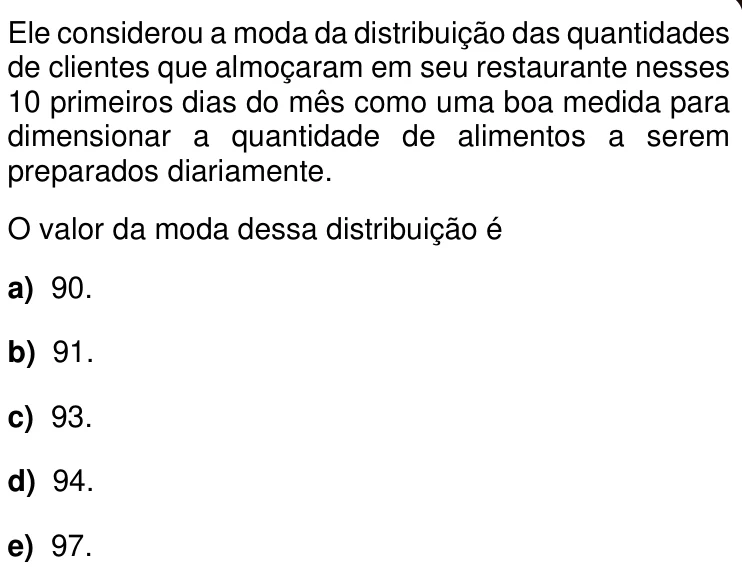 Ele considerou a moda da distribuição das quantidades
de clientes que almoçaram em seu restaurante nesses
10 primeiros dias do mês como uma boa medida para
dimensionar a quantidade de alimentos a serem
preparados diariamente.
O valor da moda dessa distribuição é
a) 90.
b) 91.
c) 93.
d) 94.
e) 97.